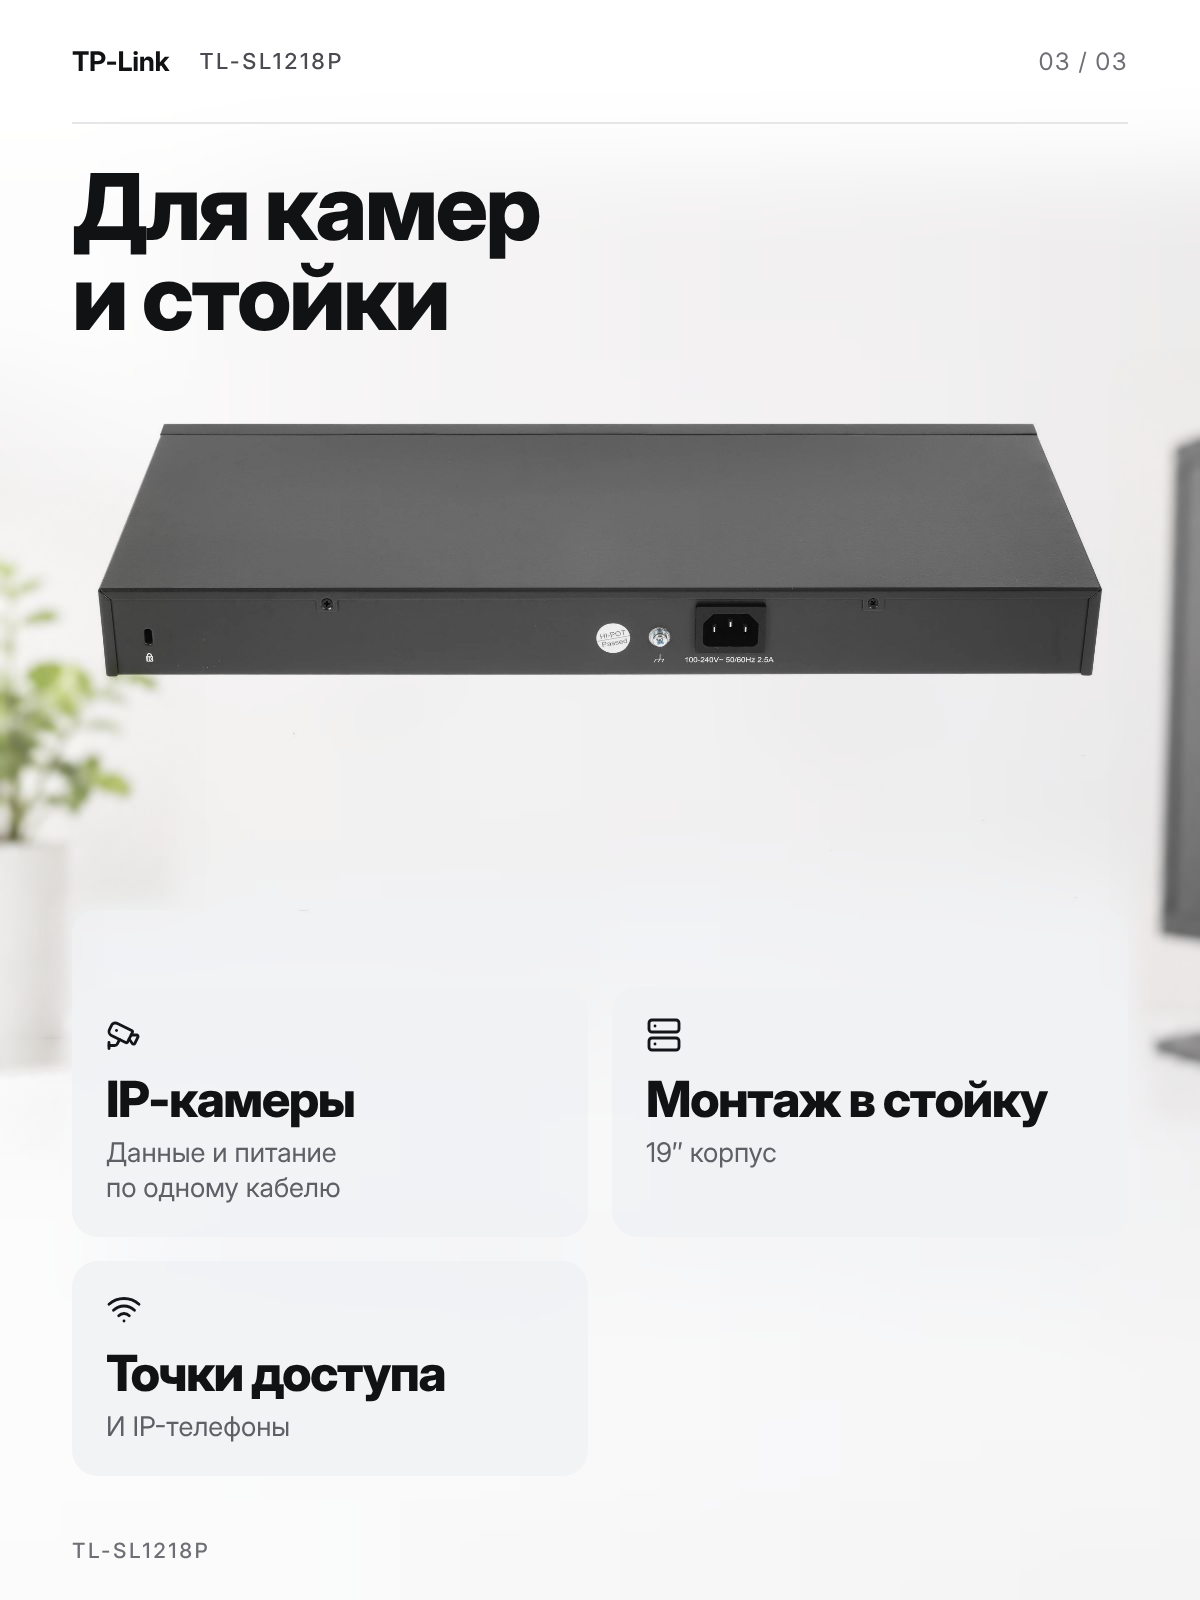 TP-Link TL-SL1218P 03 / 03
Для камер
и стойки
HI-POT
Passed
100-240V~ 50/60Hz 2.5A
IP-камеры
Данные и питание
по одному кабелю
Монтаж в стойку
19″ корпус
Точки доступа
И IP-телефоны
TL-SL1218P